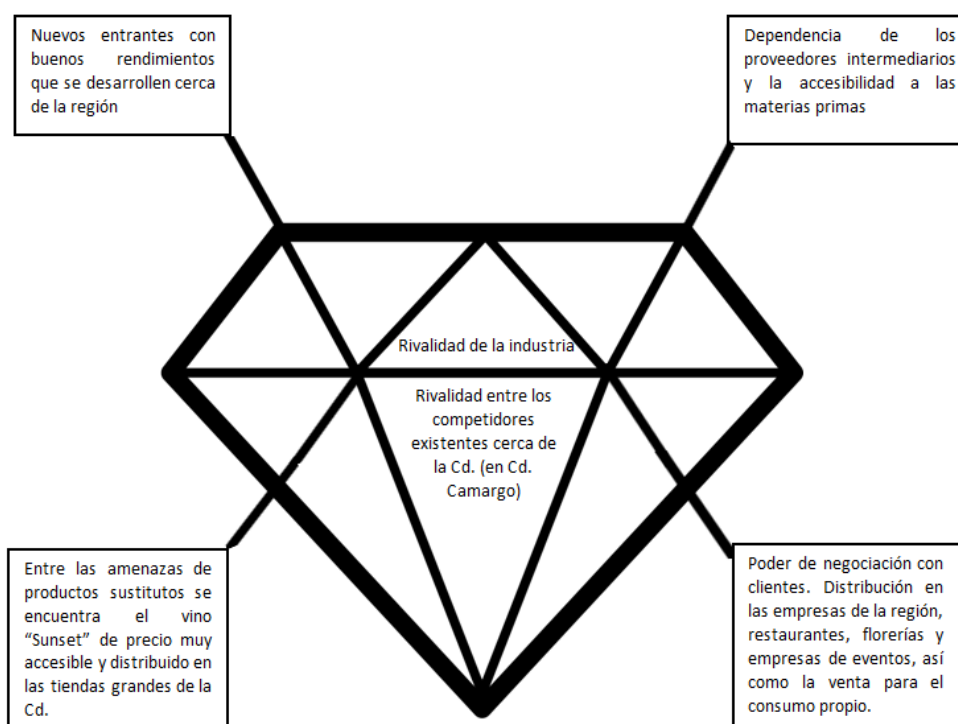 Nuevos entrantes con
buenos rendimientos
que se desarrollen cerca
de la región
Dependencia de los
proveedores intermediarios
y la accesibilidad a las
materias primas
Rivalidad de la industria
Rivalidad entre los
competidores
existentes cerca de
la Cd. (en Cd.
Camargo)
Entre las amenazas de
productos sustitutos se
encuentra el vino
“Sunset” de precio muy
accesible y distribuido en
las tiendas grandes de la
Cd.
Poder de negociación con
clientes. Distribución en
las empresas de la región,
restaurantes, florerías y
empresas de eventos, así
como la venta para el
consumo propio.